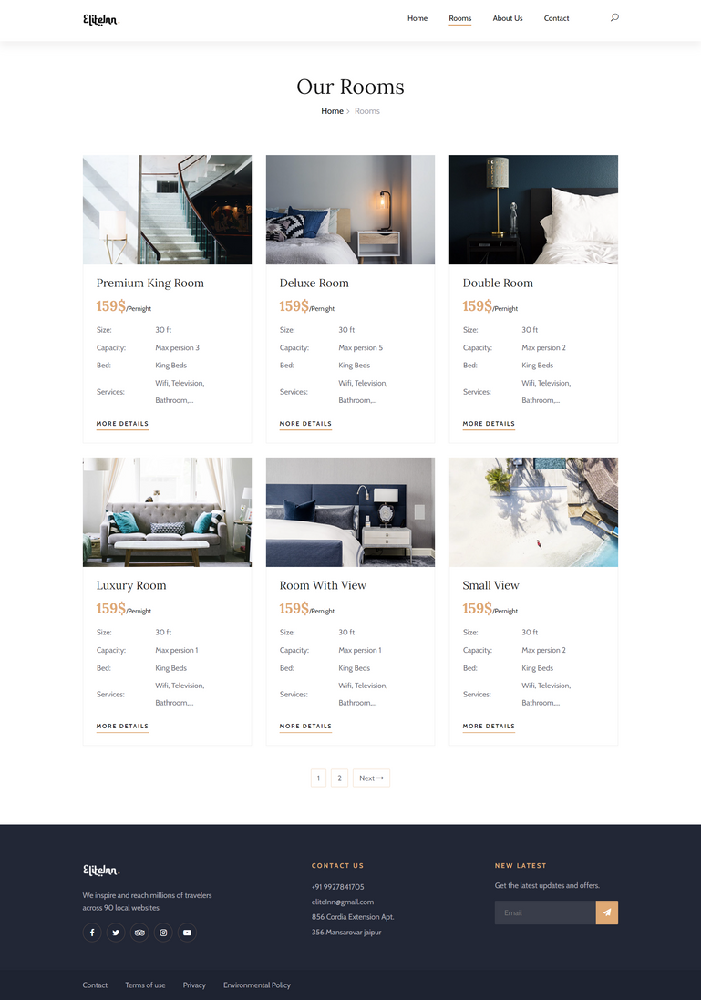 EliteInn.
Home Rooms About Us Contact
Our Rooms
Home > Rooms
Premium King Room
159$/Pernight
Size: 30 ft
Capacity: Max persion 3
Bed: King Beds
Services: Wifi, Television,
Bathroom,...
MORE DETAILS
Deluxe Room
159$/Pernight
Size: 30 ft
Capacity: Max persion 5
Bed: King Beds
Services: Wifi, Television,
Bathroom,...
MORE DETAILS
Double Room
159$/Pernight
Size: 30 ft
Capacity: Max persion 2
Bed: King Beds
Services: Wifi, Television,
Bathroom,...
MORE DETAILS
Luxury Room
159$/Pernight
Size: 30 ft
Capacity: Max persion 1
Bed: King Beds
Services: Wifi, Television,
Bathroom,...
MORE DETAILS
Room With View
159$/Pernight
Size: 30 ft
Capacity: Max persion 1
Bed: King Beds
Services: Wifi, Television,
Bathroom,...
MORE DETAILS
Small View
159$/Pernight
Size: 30 ft
Capacity: Max persion 2
Bed: King Beds
Services: Wifi, Television,
Bathroom,...
MORE DETAILS
1 2 Next
EliteInn.
We inspire and reach millions of travelers
across 90 local websites
CONTACT US
+91 9927841705
eliteInn@gmail.com
856 Cordia Extension Apt.
356,Mansarovar jaipur
NEW LATEST
Get the latest updates and offers.
Email
Contact Terms of use Privacy Environmental Policy